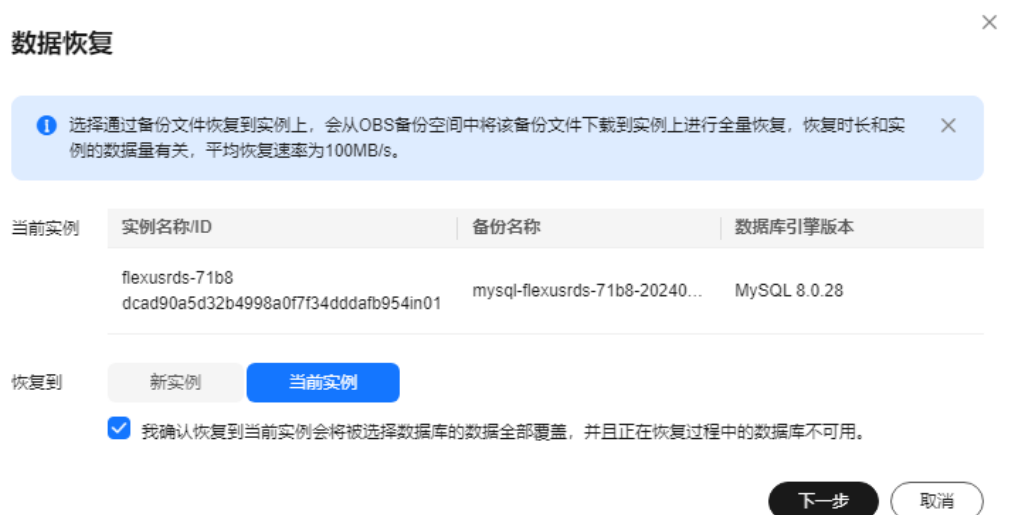 数据恢复
选择通过备份文件恢复到实例上，会从OBS备份空间中将该备份文件下载到实例上进行全量恢复，恢复时长和实
例的数据量有关，平均恢复速率为100MB/s。
当前实例 实例名称/ID 备份名称 数据库引擎版本
flexusrds-71b8
dcad90a5d32b4998a0f7f34dddafb954in01 mysql-flexusrds-71b8-20240... MySQL 8.0.28
恢复到 新实例 当前实例
我确认恢复到当前实例会将被选择数据库的数据全部覆盖，并且正在恢复过程中的数据库不可用。
下一步 取消